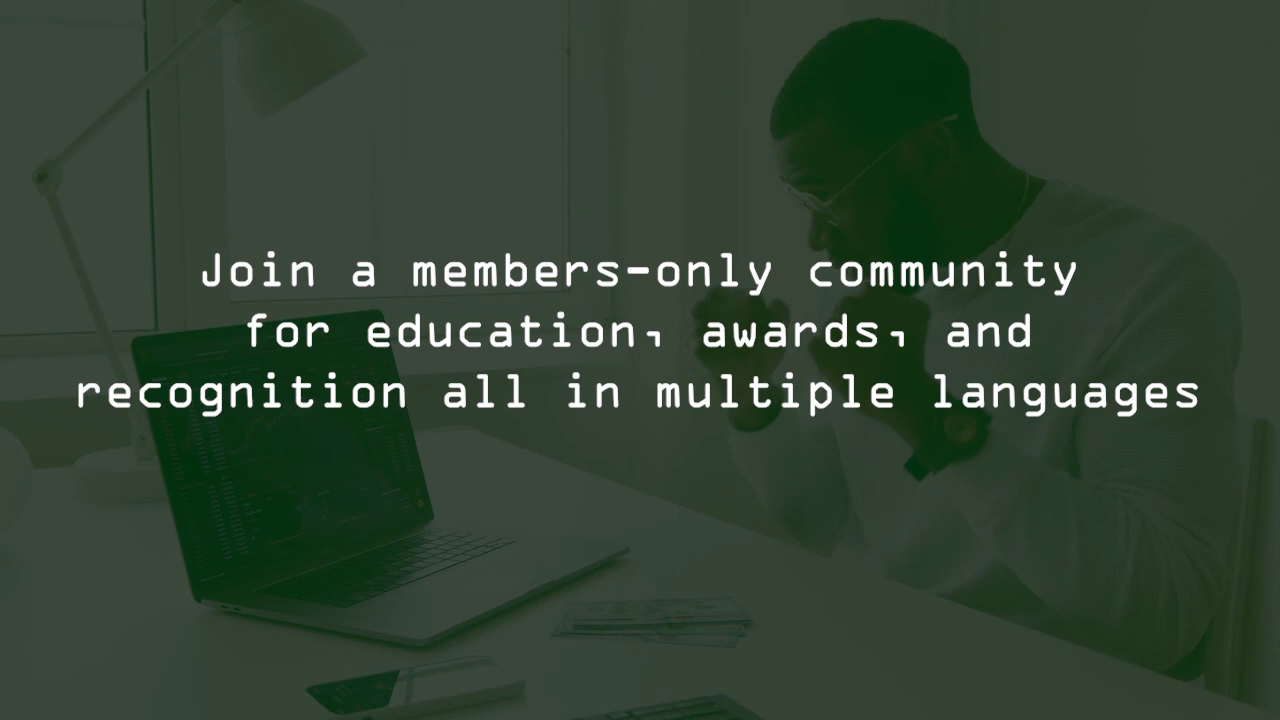 Join a members-only community
for education, awards, and
recognition all in multiple languages